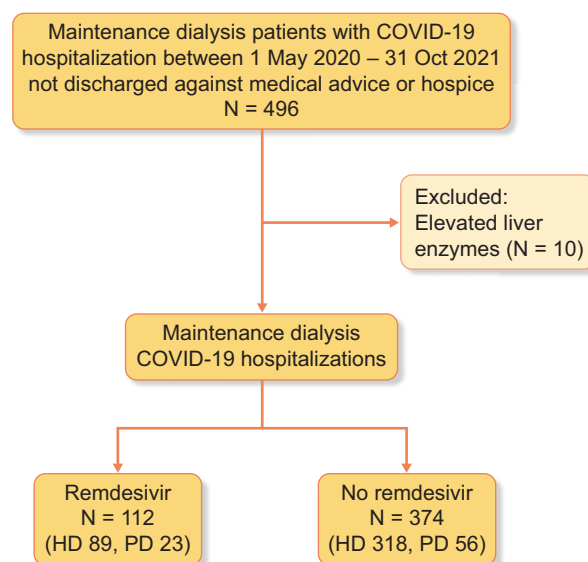 Maintenance dialysis patients with COVID-19
hospitalization between 1 May 2020 – 31 Oct 2021
not discharged against medical advice or hospice
N = 496
Excluded:
Elevated liver
enzymes (N = 10)
Maintenance dialysis
COVID-19 hospitalizations
Remdesivir
N = 112
(HD 89, PD 23)
No remdesivir
N = 374
(HD 318, PD 56)